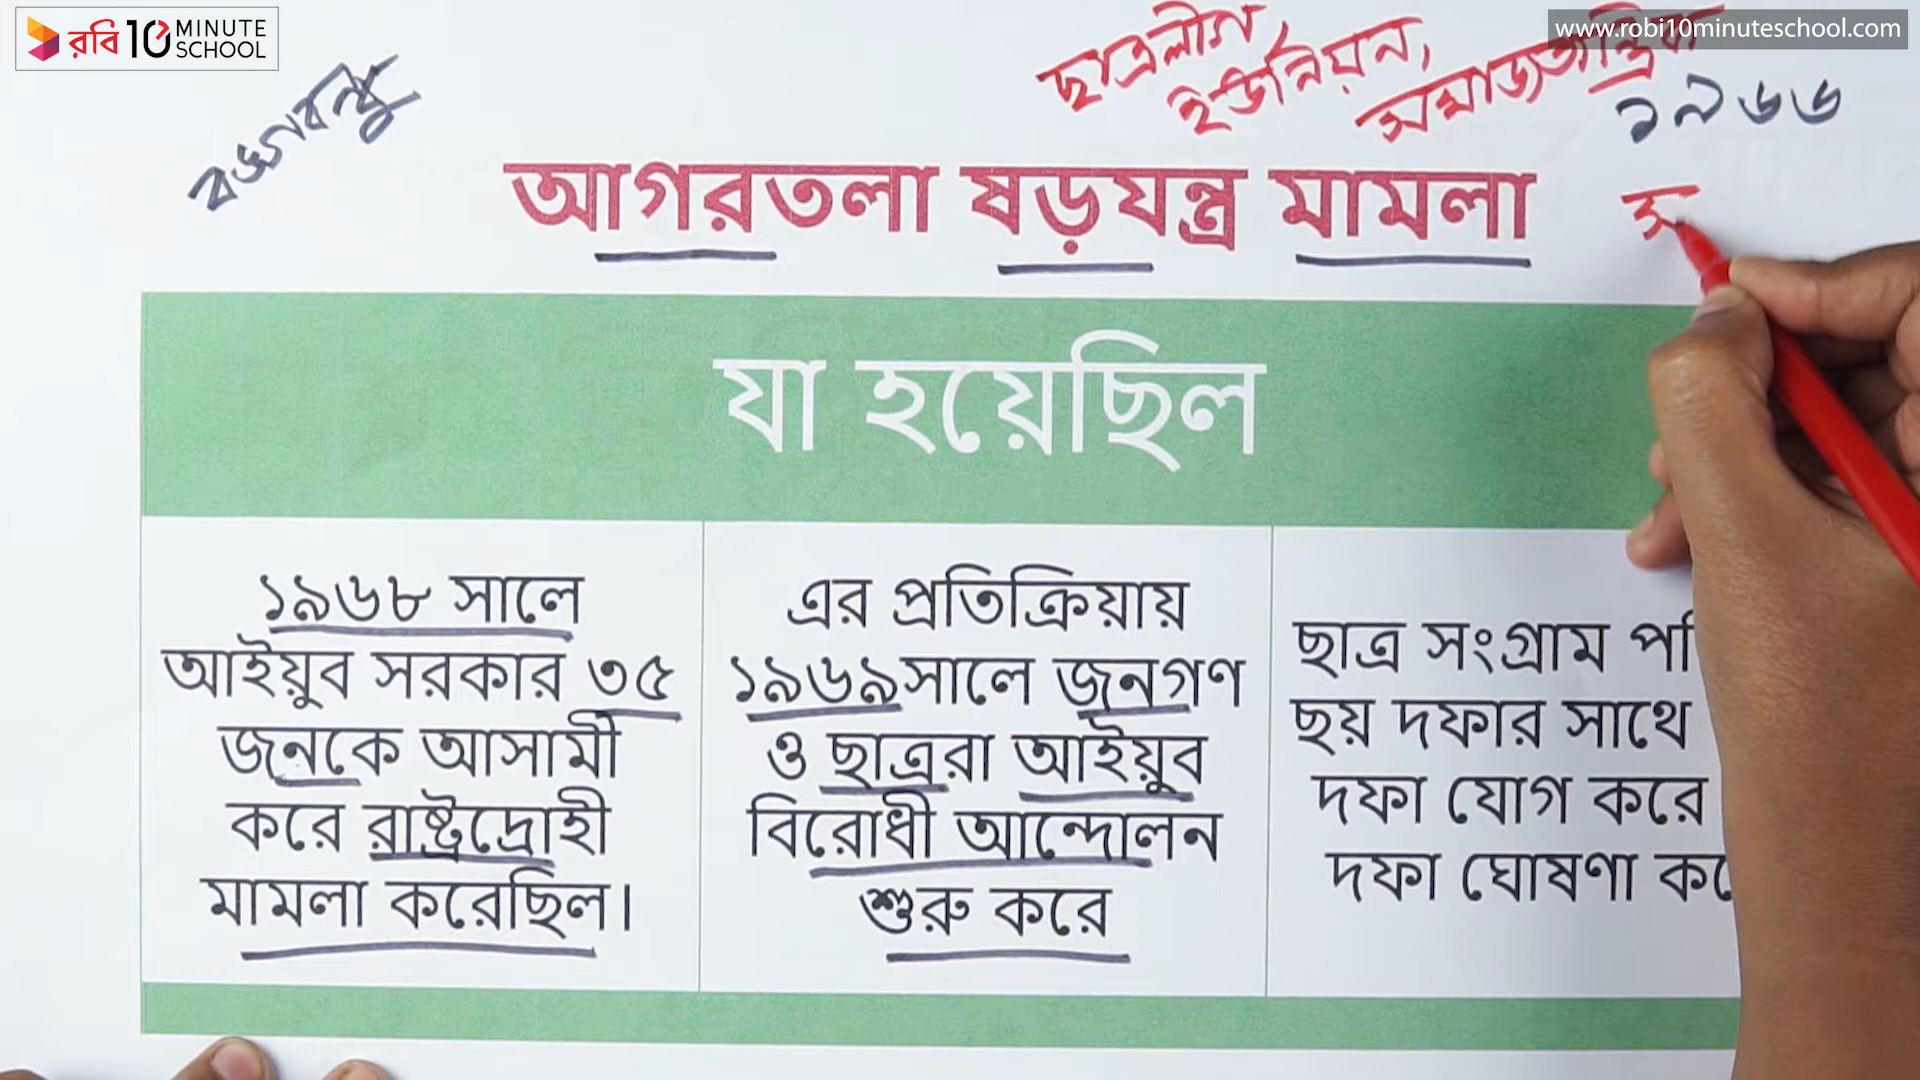 রবি 10 MINUTE SCHOOL
www.robi10minuteschool.com
বঙ্গবন্ধু
ছাত্রলীগ
ইউনিয়ন,
সমাজতান্ত্রিক
১৯৬৬
স
আগরতলা ষড়যন্ত্র মামলা
যা হয়েছিল
১৯৬৮ সালে
আইয়ুব সরকার ৩৫
জনকে আসামী
করে রাষ্ট্রদ্রোহী
মামলা করেছিল।
এর প্রতিক্রিয়ায়
১৯৬৯সালে জনগণ
ও ছাত্ররা আইয়ুব
বিরোধী আন্দোলন
শুরু করে
ছাত্র সংগ্রাম পরি
ছয় দফার সাথে
দফা যোগ করে
দফা ঘোষণা করে